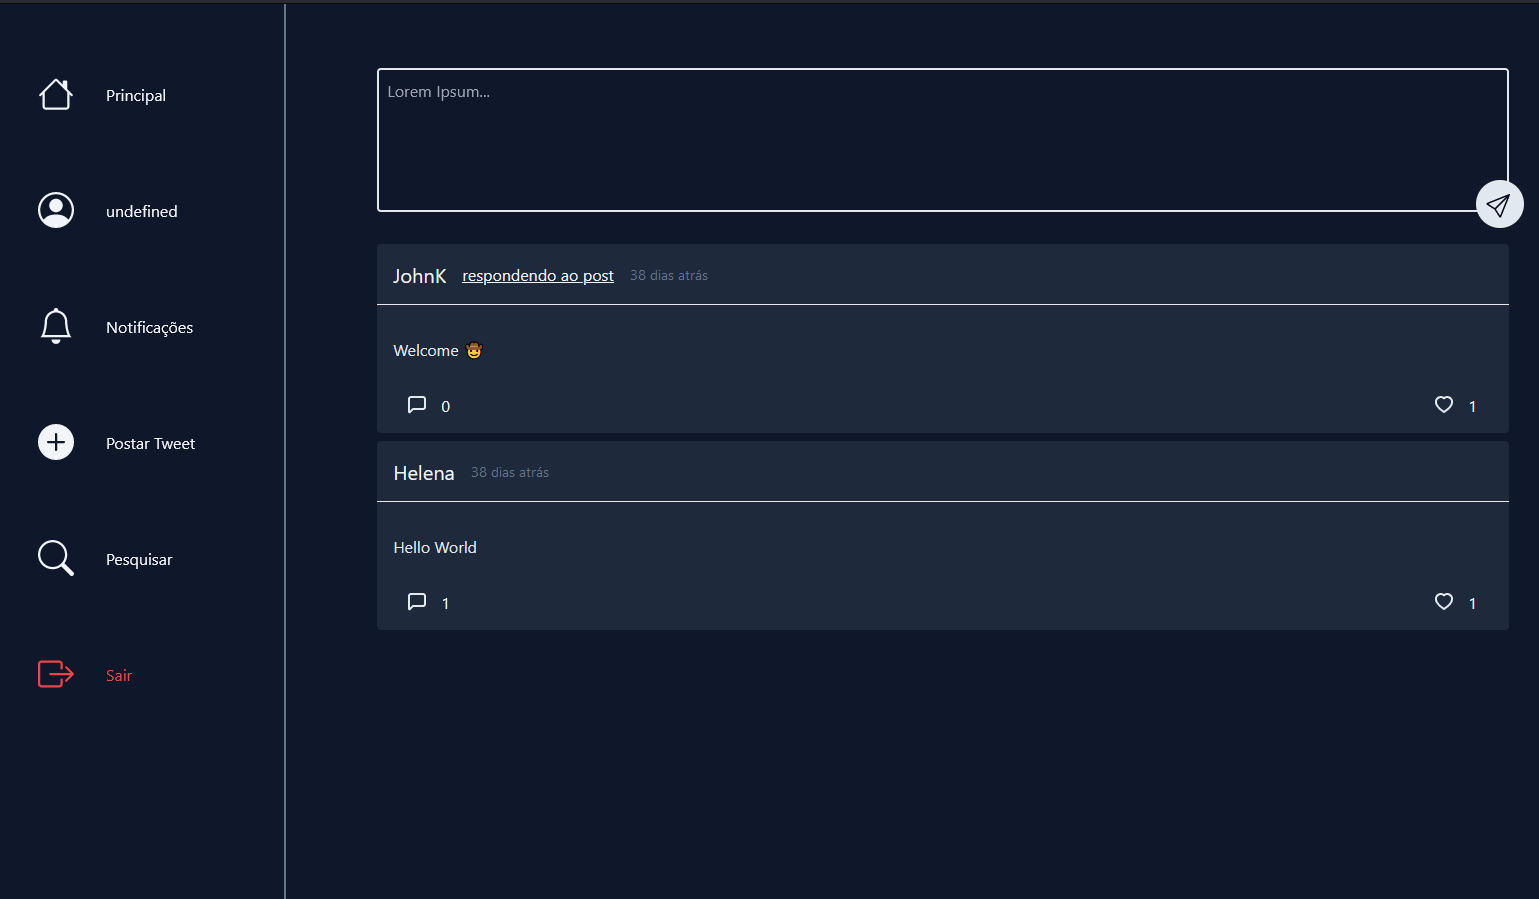 Principal
undefined
Notificações
Postar Tweet
Pesquisar
Sair
Lorem Ipsum...
JohnK respondendo ao post 38 dias atrás
Welcome 🤠
0 1
Helena 38 dias atrás
Hello World
1 1